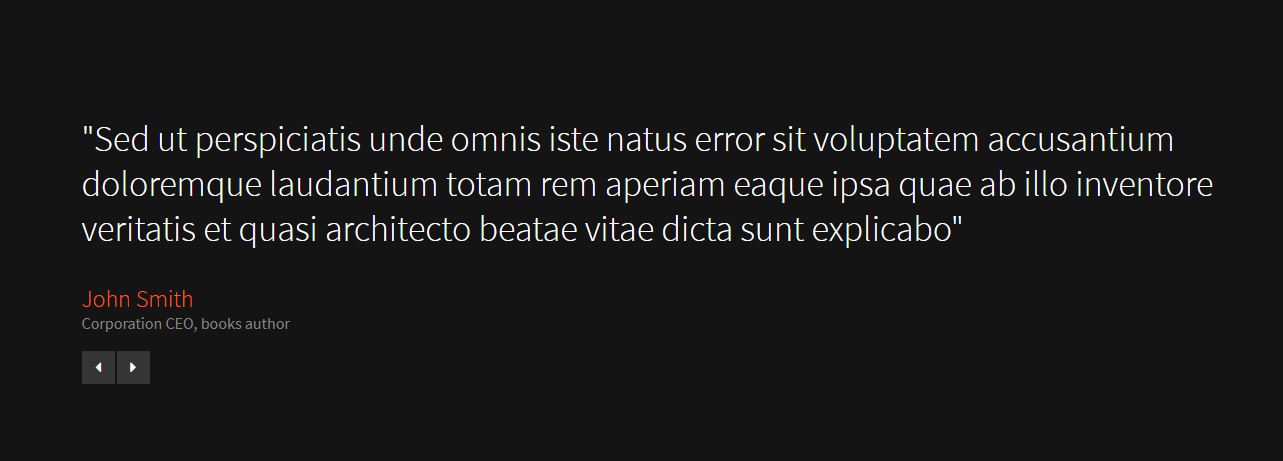 "Sed ut perspiciatis unde omnis iste natus error sit voluptatem accusantium
doloremque laudantium totam rem aperiam eaque ipsa quae ab illo inventore
veritatis et quasi architecto beatae vitae dicta sunt explicabo"
John Smith
Corporation CEO, books author